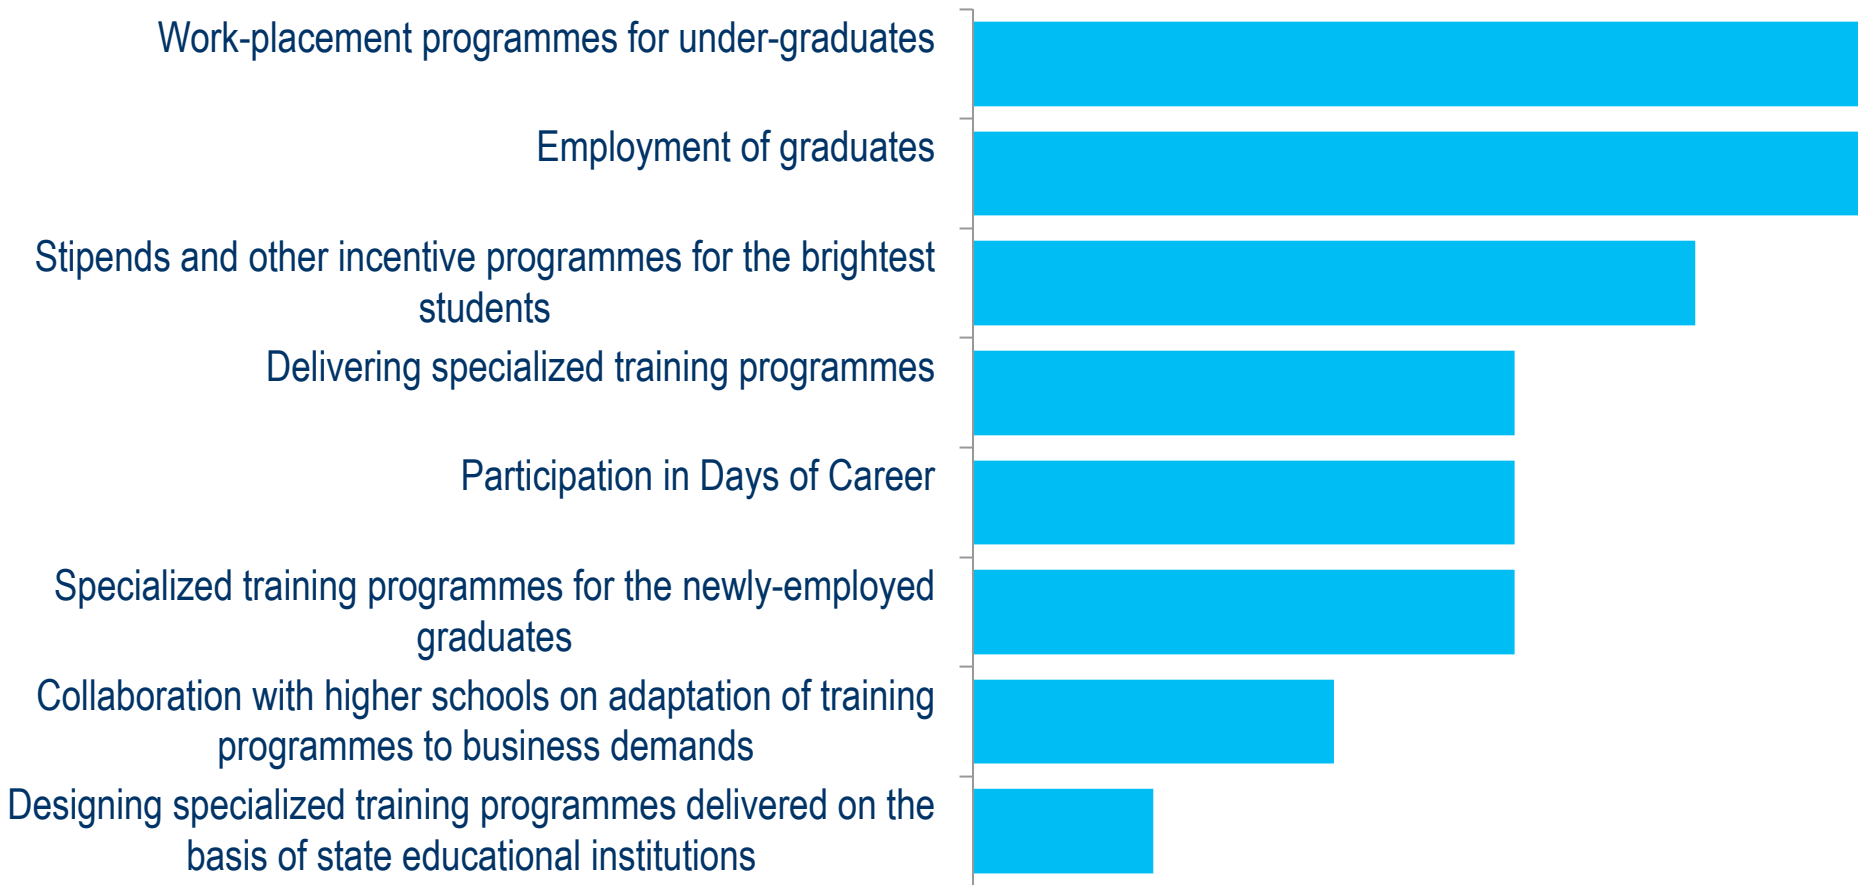 Work-placement programmes for under-graduates
Employment of graduates
Stipends and other incentive programmes for the brightest
students
Delivering specialized training programmes
Participation in Days of Career
Specialized training programmes for the newly-employed
graduates
Collaboration with higher schools on adaptation of training
programmes to business demands
Designing specialized training programmes delivered on the
basis of state educational institutions